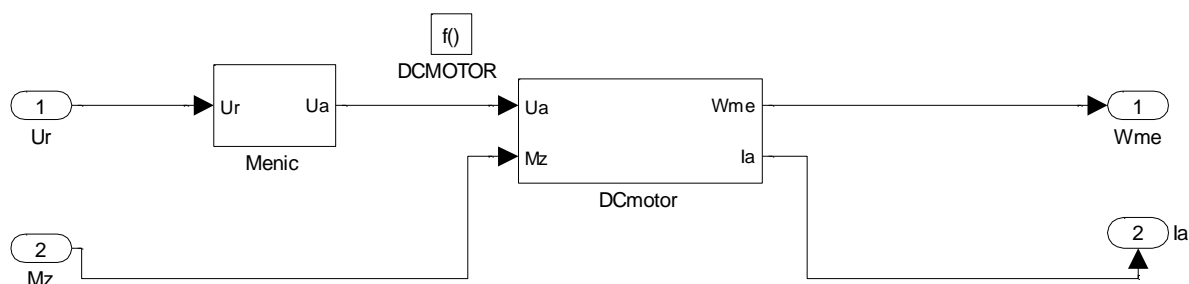 f()
DCMOTOR
1
Ur
Ur
Ua
Menic
Ua
Mz
Wme
Ia
DCmotor
1
Wme
2
Mz
2
Ia